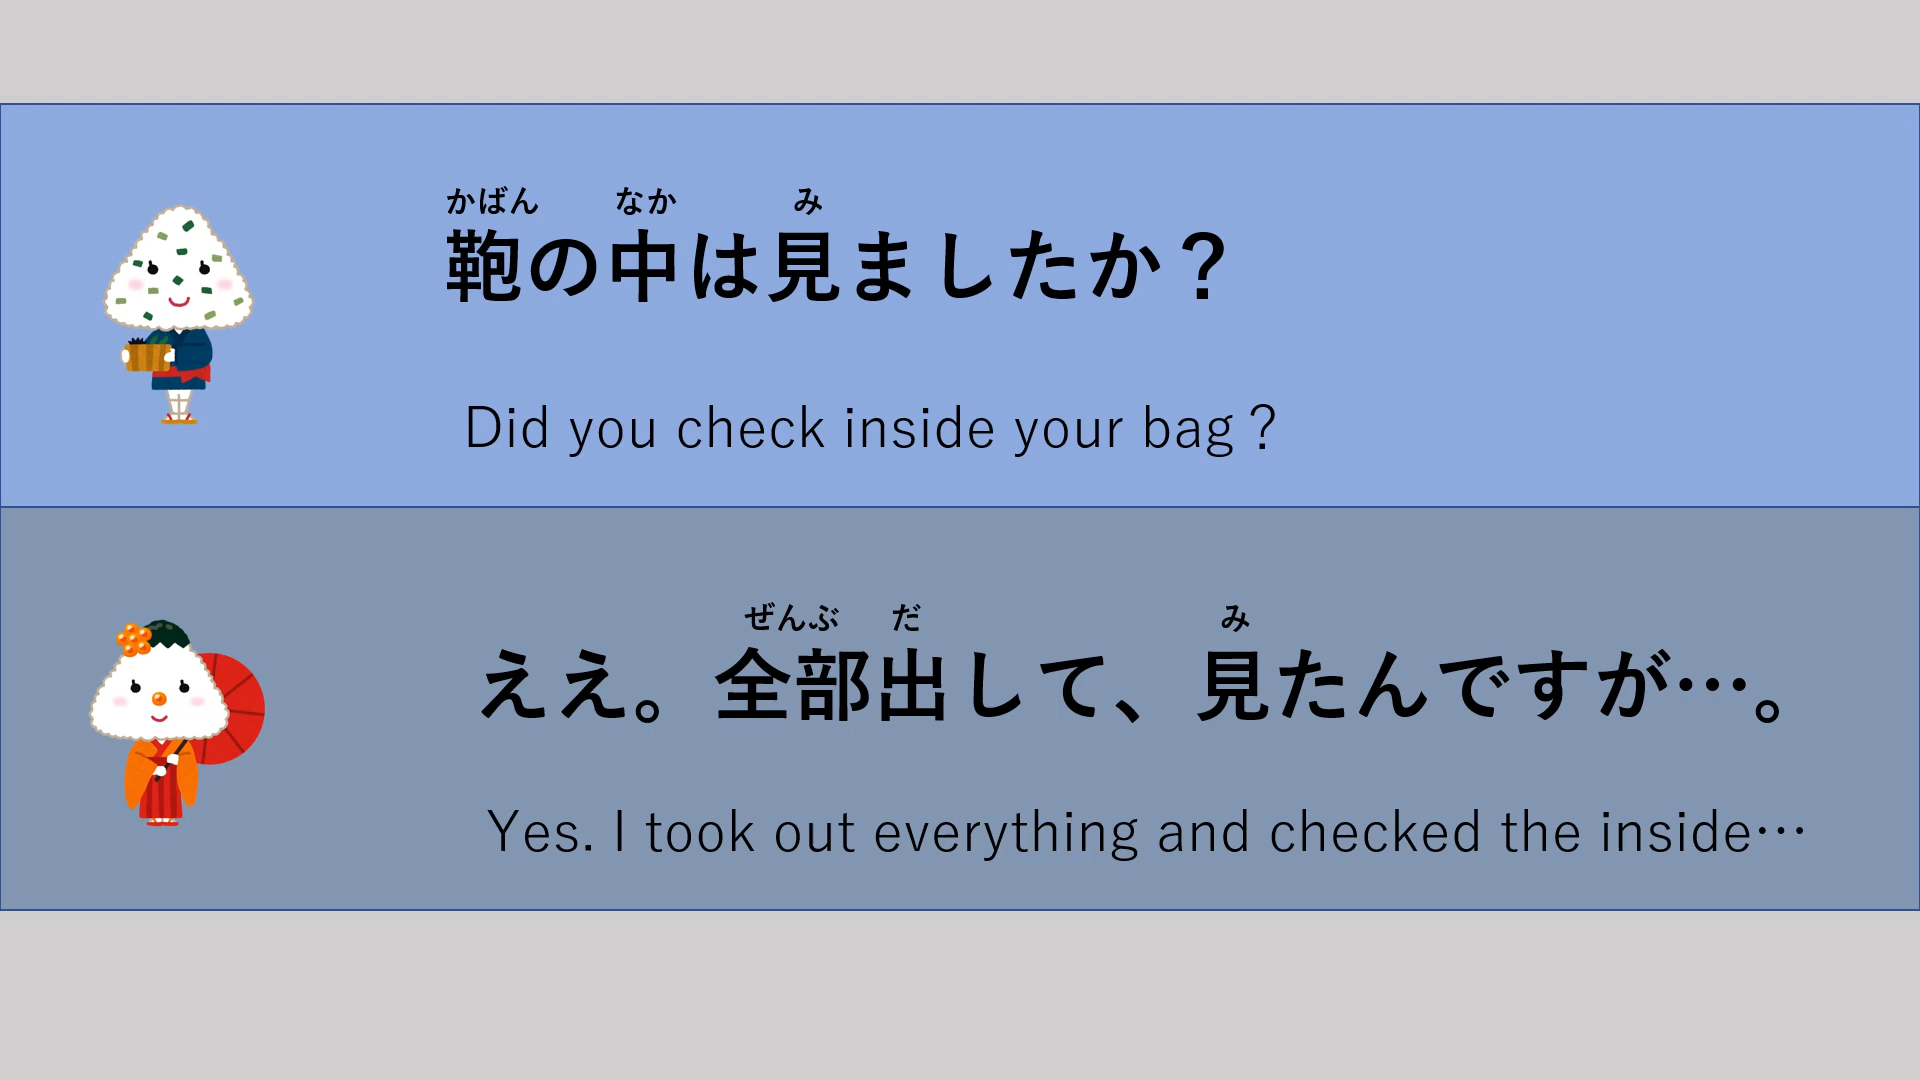 かばん なか み
鞄の中は見ましたか？
Did you check inside your bag？
ぜんぶ だ み
ええ。全部出して、見たんですが…。
Yes. I took out everything and checked the inside…